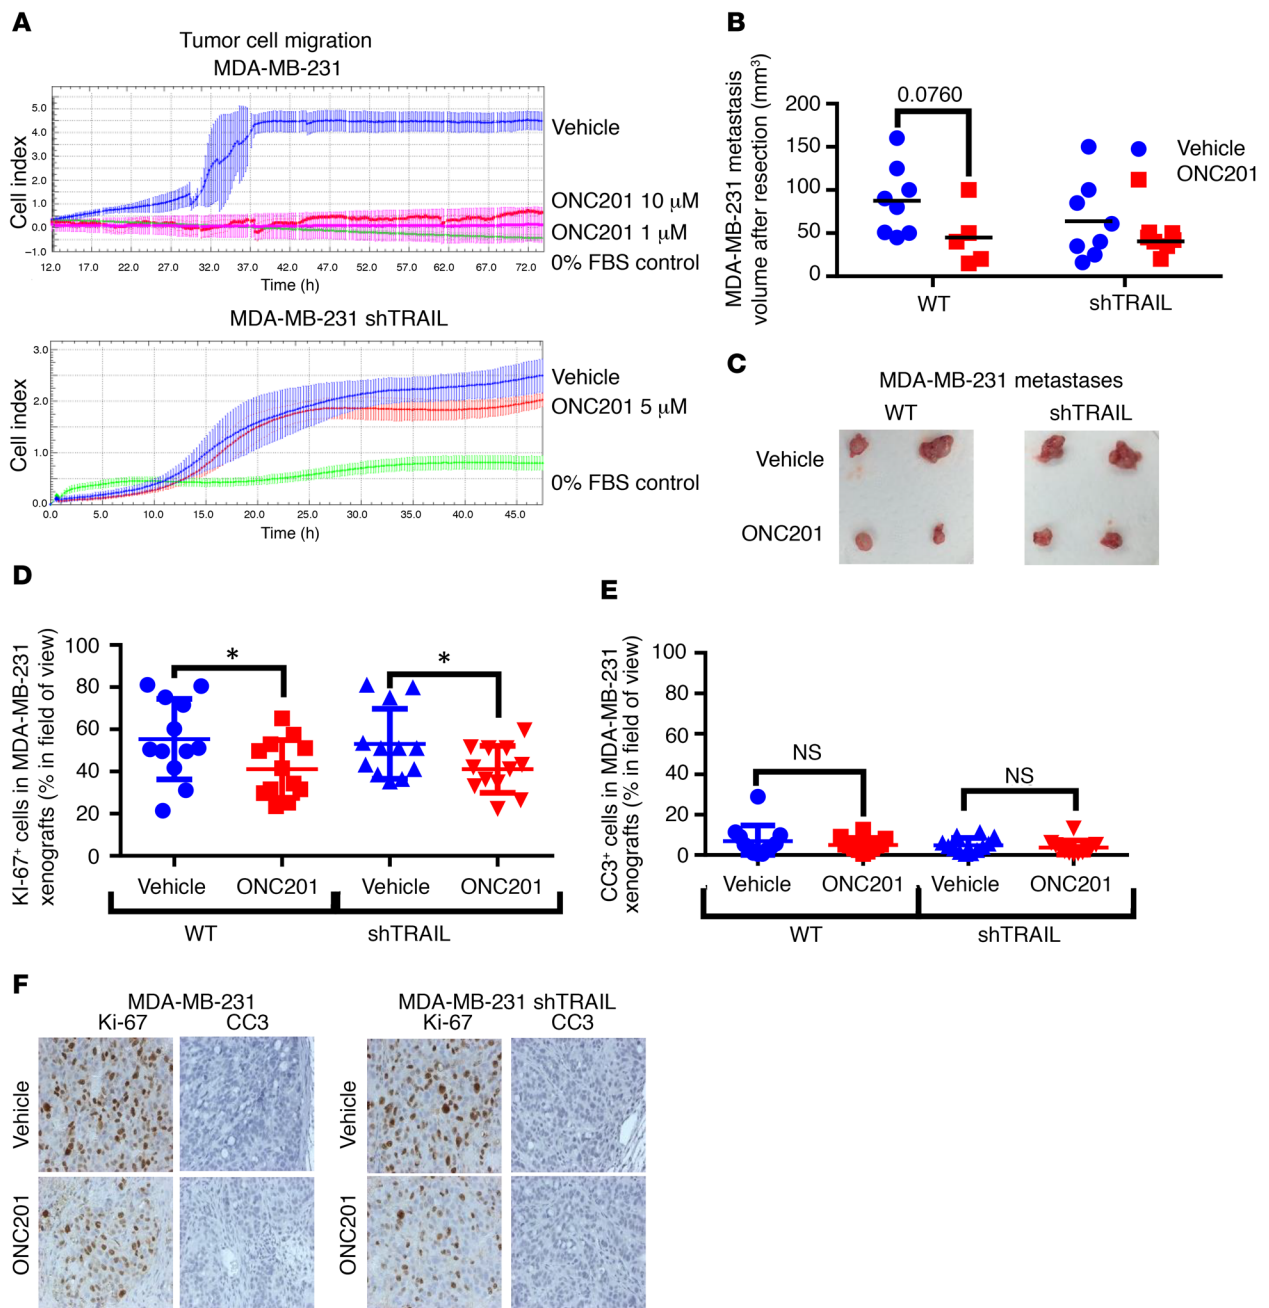 A
Tumor cell migration
MDA-MB-231
Cell index
5.0
4.0
3.0
2.0
1.0
0.0
−1.0
12.0 17.0 22.0 27.0 32.0 37.0 42.0 47.0 52.0 57.0 62.0 67.0 72.0
Time (h)
Vehicle
ONC201 10 μM
ONC201 1 μM
0% FBS control
MDA-MB-231 shTRAIL
Cell index
3.0
2.0
1.0
0.0
0.0 5.0 10.0 15.0 20.0 25.0 30.0 35.0 40.0 45.0
Time (h)
Vehicle
ONC201 5 μM
0% FBS control
B
MDA-MB-231 metastasis
volume after resection (mm³)
200
150
100
50
0
0.0760
WT shTRAIL
Vehicle
ONC201
C
MDA-MB-231 metastases
WT shTRAIL
Vehicle
ONC201
D
KI-67⁺ cells in MDA-MB-231
xenografts (% in field of view)
100
80
60
40
20
0
* *
Vehicle ONC201 Vehicle ONC201
WT shTRAIL
E
CC3⁺ cells in MDA-MB-231
xenografts (% in field of view)
100
80
60
40
20
0
NS NS
Vehicle ONC201 Vehicle ONC201
WT shTRAIL
F
MDA-MB-231 MDA-MB-231 shTRAIL
Ki-67 CC3 Ki-67 CC3
Vehicle Vehicle
ONC201 ONC201